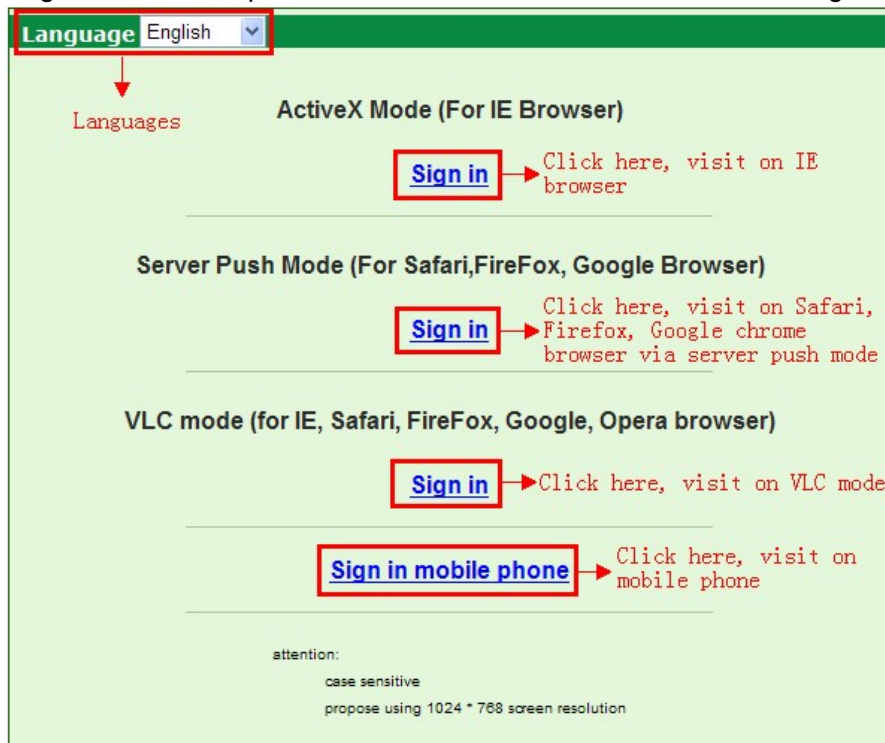 Language English
Languages
ActiveX Mode (For IE Browser)
Sign in
Click here, visit on IE
browser
Server Push Mode (For Safari,FireFox, Google Browser)
Sign in
Click here, visit on Safari,
Firefox, Google chrome
browser via server push mode
VLC mode (for IE, Safari, FireFox, Google, Opera browser)
Sign in
Click here, visit on VLC mode
Sign in mobile phone
Click here, visit on
mobile phone
attention:
case sensitive
propose using 1024 * 768 screen resolution